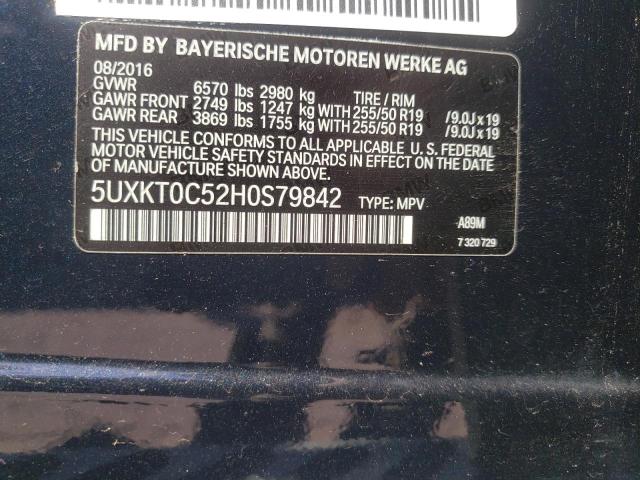 MFD BY BAYERISCHE MOTOREN WERKE AG
08/2016
GVWR 6570 lbs 2980 kg TIRE / RIM
GAWR FRONT 2749 lbs 1247 kg WITH 255/50 R19 /9.0J x 19
GAWR REAR 3869 lbs 1755 kg WITH 255/50 R19 /9.0J x 19
THIS VEHICLE CONFORMS TO ALL APPLICABLE U.S. FEDERAL
MOTOR VEHICLE SAFETY STANDARDS IN EFFECT ON THE DATE
OF MANUFACTURE SHOWN ABOVE.
5UXKT0C52H0S79842 TYPE: MPV
A89M
7 320 729